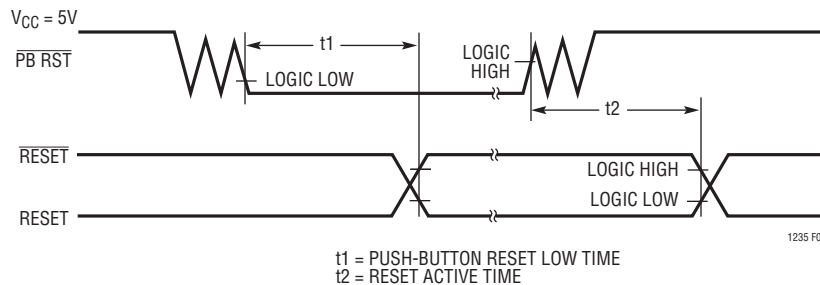 VCC = 5V
PB RST
t1
LOGIC LOW
LOGIC
HIGH
t2
RESET
LOGIC HIGH
LOGIC LOW
RESET
1235 F0
t1 = PUSH-BUTTON RESET LOW TIME
t2 = RESET ACTIVE TIME